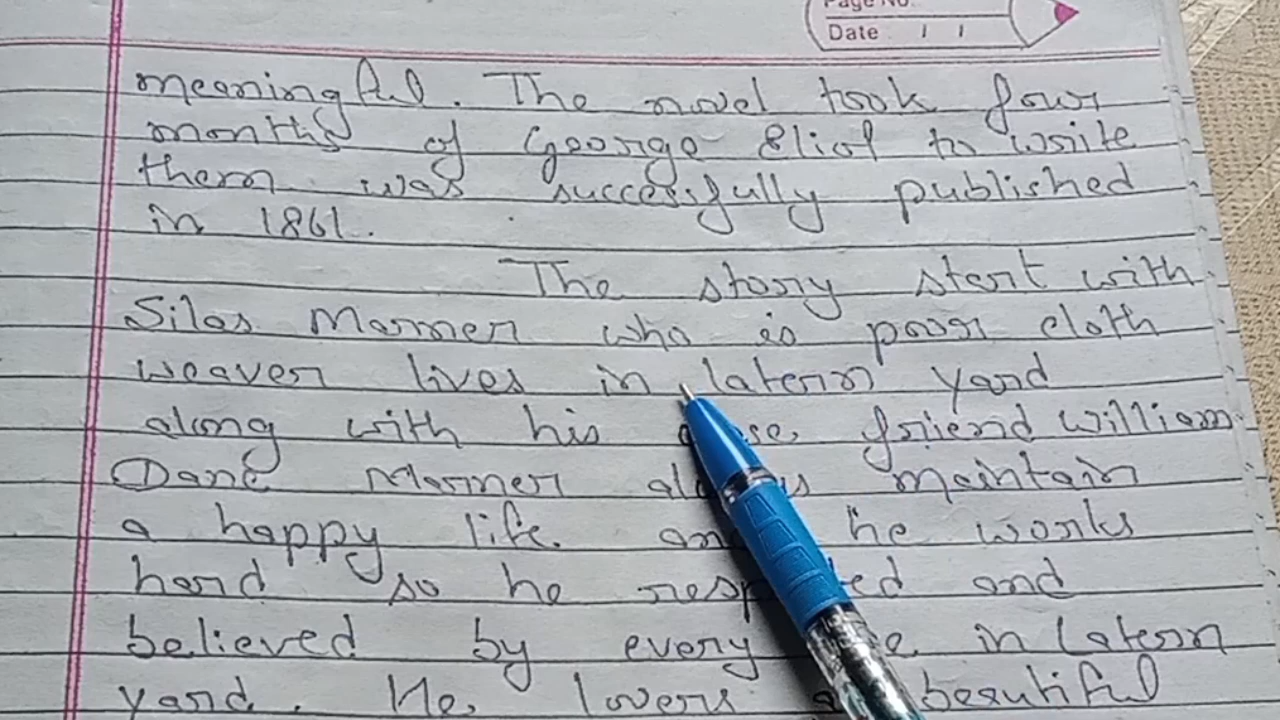 Page No.
Date / /
meaningful. The novel took four
months of George Eliot to write
them was successfully published
in 1861.
The story start with
Silas Marner who is poor cloth
weaver lives in latern yard
along with his friend William
Dane Marner maintain
a happy life. he works
hard so he and
believed by every in Latern
yard. He lovers beautiful